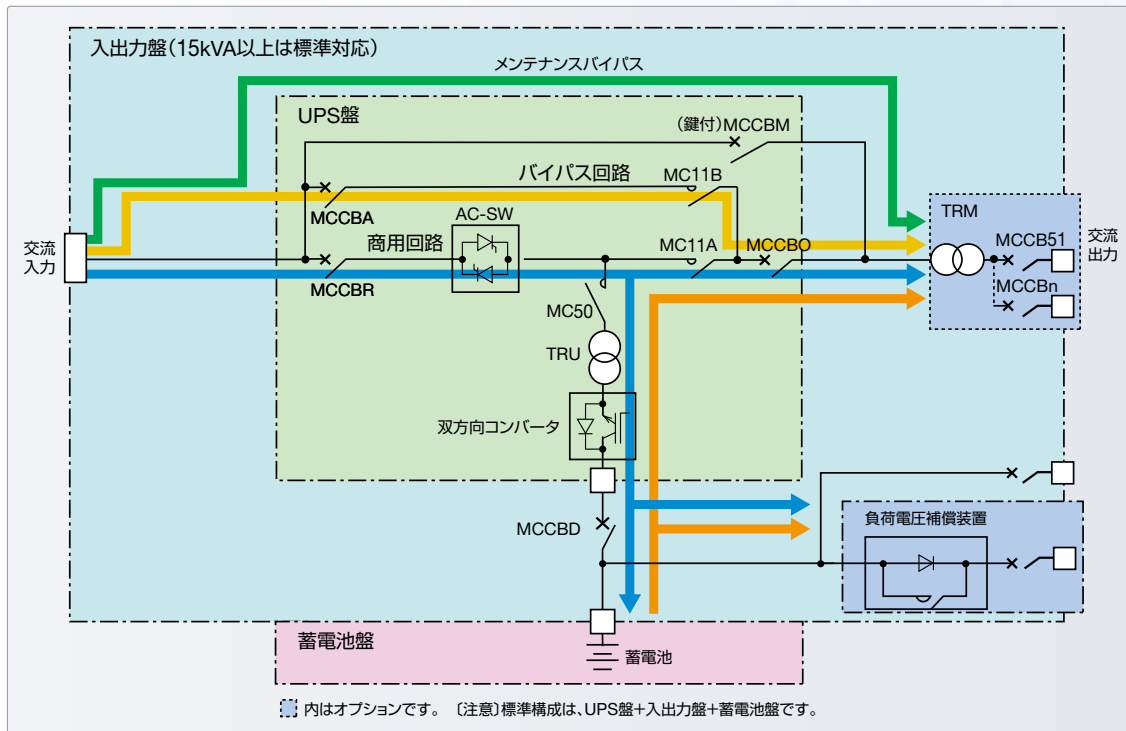 入出力盤(15kVA以上は標準対応)
メンテナンスバイパス
UPS盤
(鍵付)MCCBM
バイパス回路
MC11B
MCCBA
AC-SW
TRM
交流
入力
商用回路
MC11A
MCCBO
MCCB51
交流
出力
MCCBR
MCCBn
MC50
TRU
双方向コンバータ
MCCBD
負荷電圧補償装置
蓄電池盤
蓄電池
内はオプションです。〔注意〕標準構成は、UPS盤+入出力盤+蓄電池盤です。